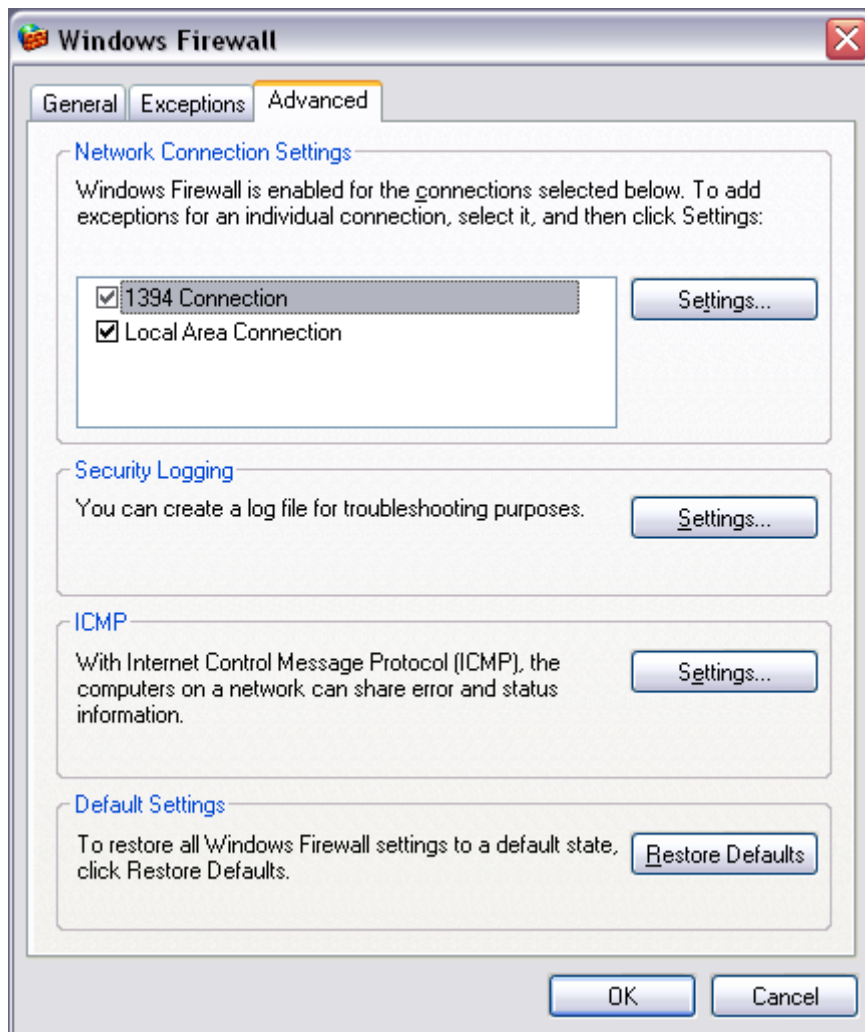 Windows Firewall
General Exceptions Advanced
Network Connection Settings
Windows Firewall is enabled for the connections selected below. To add
exceptions for an individual connection, select it, and then click Settings:
1394 Connection
Settings...
Local Area Connection
Security Logging
You can create a log file for troubleshooting purposes.
Settings...
ICMP
With Internet Control Message Protocol (ICMP), the
computers on a network can share error and status
information.
Settings...
Default Settings
To restore all Windows Firewall settings to a default state,
click Restore Defaults.
Restore Defaults
OK Cancel